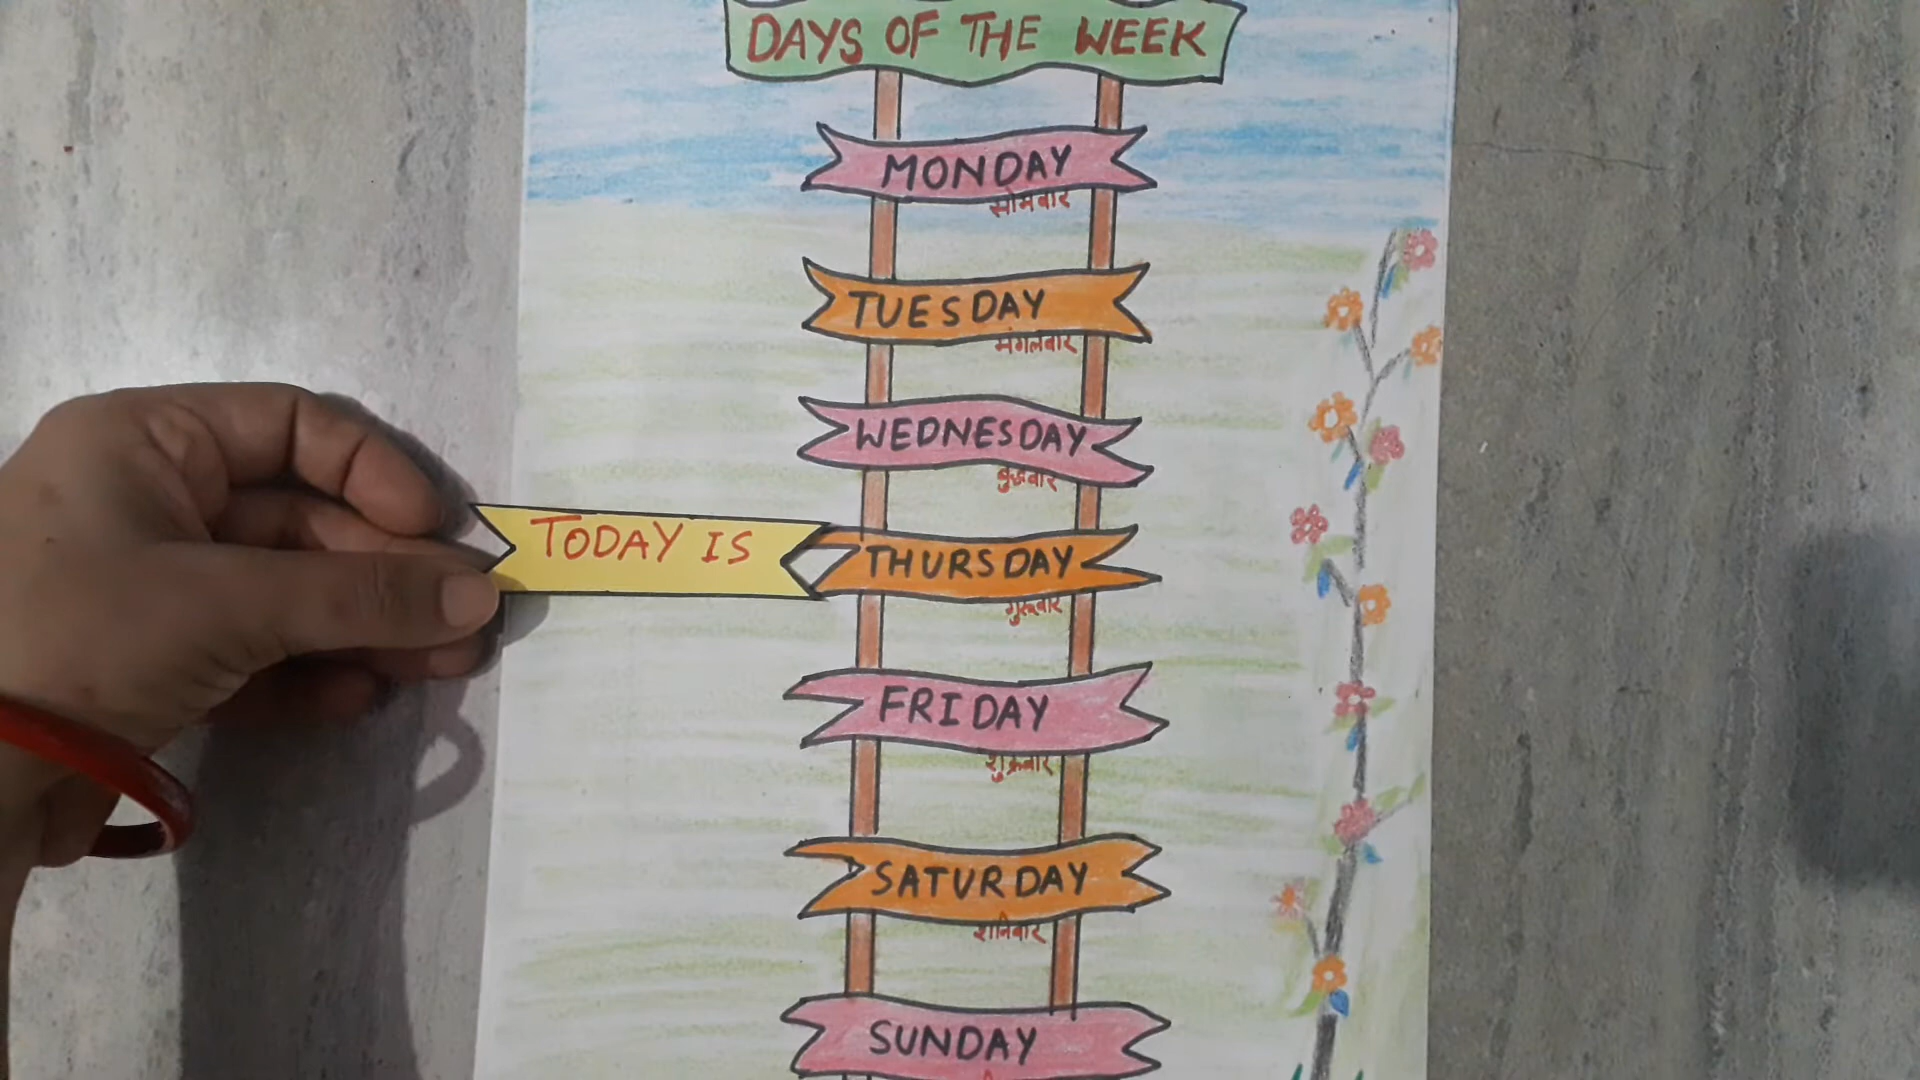 DAYS OF THE WEEK
MONDAY
सोमवार
TUESDAY
मंगलवार
WEDNESDAY
बुधवार
TODAY IS
THURSDAY
गुरूवार
FRIDAY
शुक्रवार
SATURDAY
शनिवार
SUNDAY